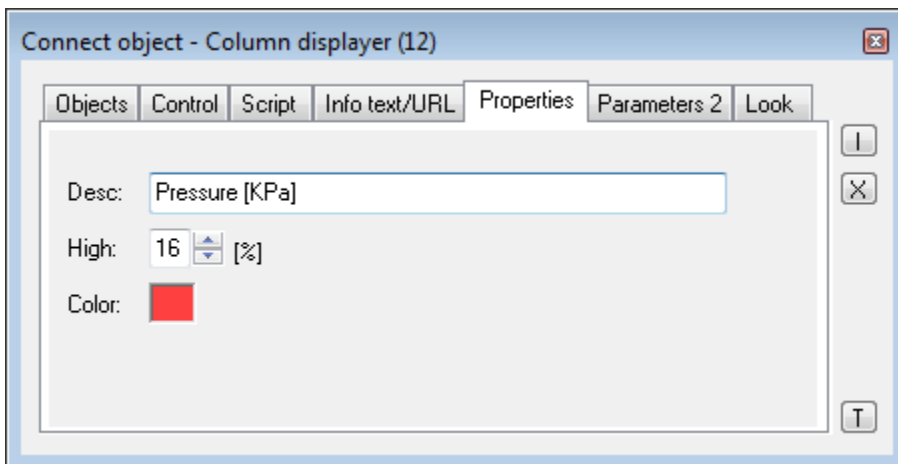 Connect object - Column displayer (12)
Objects Control Script Info text/URL Properties Parameters 2 Look
I
Desc: Pressure [KPa]
X
High: 16 [%]
Color:
T